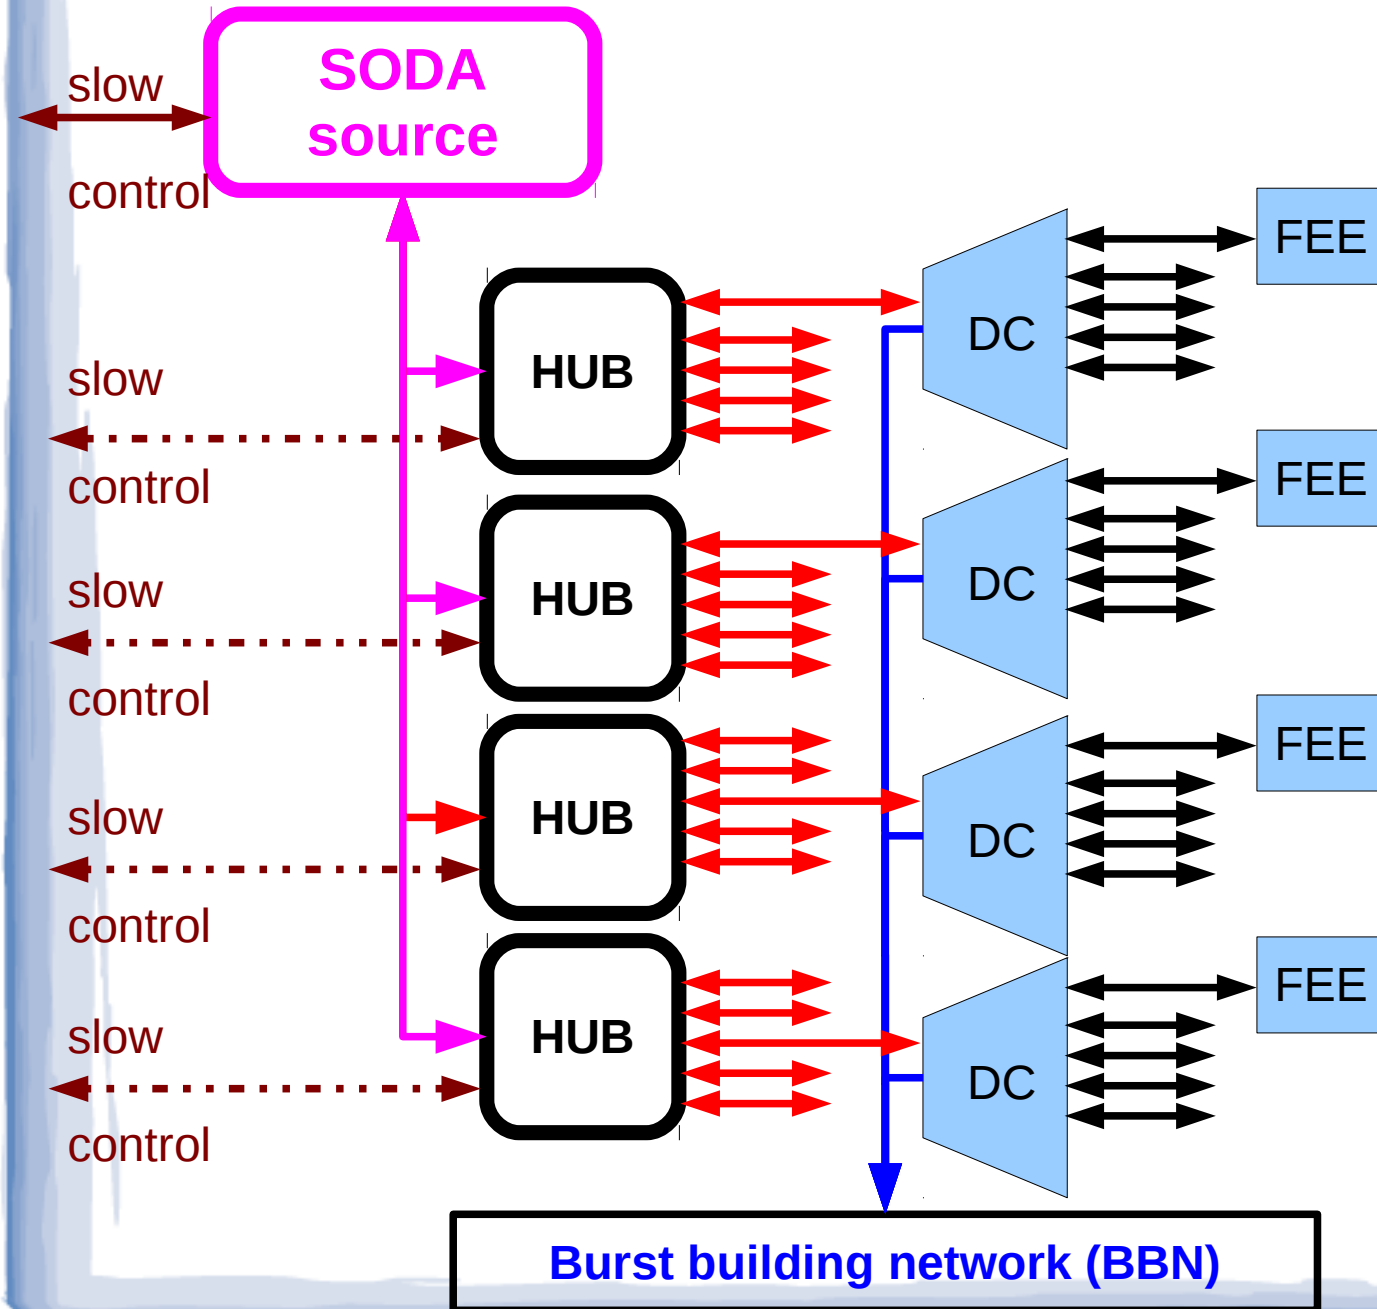 slow
SODA
source
control
FEE
DC
slow
HUB
control
FEE
DC
slow
HUB
control
FEE
slow
HUB
DC
control
FEE
slow
HUB
DC
control
Burst building network (BBN)